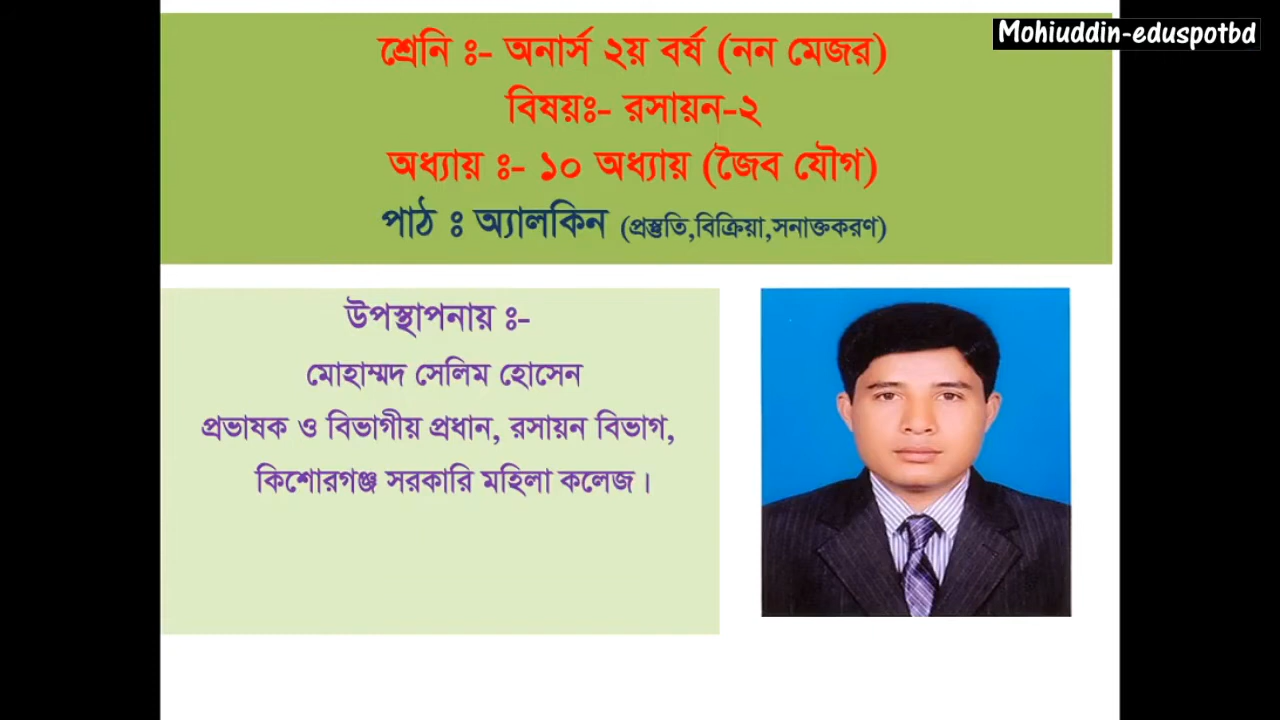 Mohiuddin-eduspotbd
শ্রেনি ঃ- অনার্স ২য় বর্ষ (নন মেজর)
বিষয়ঃ- রসায়ন-২
অধ্যায় ঃ- ১০ অধ্যায় (জৈব যৌগ)
পাঠ ঃ অ্যালকিন (প্রস্তুতি,বিক্রিয়া,সনাক্তকরণ)
উপস্থাপনায় ঃ-
মোহাম্মদ সেলিম হোসেন
প্রভাষক ও বিভাগীয় প্রধান, রসায়ন বিভাগ,
কিশোরগঞ্জ সরকারি মহিলা কলেজ।